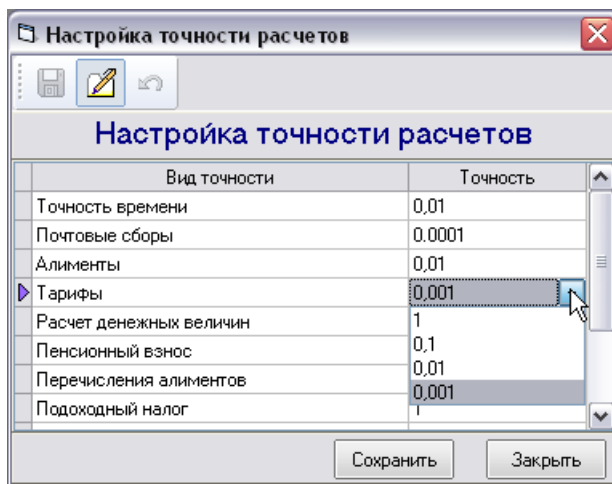 Настройка точности расчетов
Настройка точности расчетов
Вид точности Точность
Точность времени 0,01
Почтовые сборы 0.0001
Алименты 0,01
Тарифы 0,001
Расчет денежных величин 1
Пенсионный взнос 0,1
Перечисления алиментов 0,01
0,001
Подоходный налог
Сохранить Закрыть